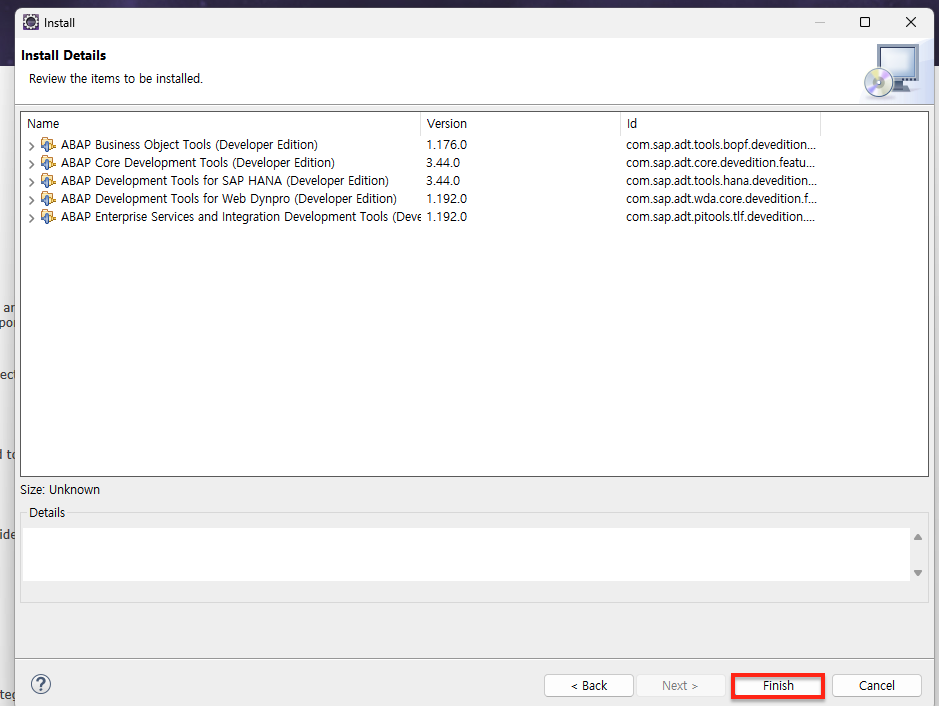 Install
Install Details
Review the items to be installed.
Name Version Id
ABAP Business Object Tools (Developer Edition) 1.176.0 com.sap.adt.tools.bopf.devedition...
ABAP Core Development Tools (Developer Edition) 3.44.0 com.sap.adt.core.devedition.featu...
ABAP Development Tools for SAP HANA (Developer Edition) 3.44.0 com.sap.adt.tools.hana.devedition...
ABAP Development Tools for Web Dynpro (Developer Edition) 1.192.0 com.sap.adt.wda.core.devedition.f...
ABAP Enterprise Services and Integration Development Tools (Deve 1.192.0 com.sap.adt.pitools.tlf.devedition....
Size: Unknown
Details
? < Back Next > Finish Cancel